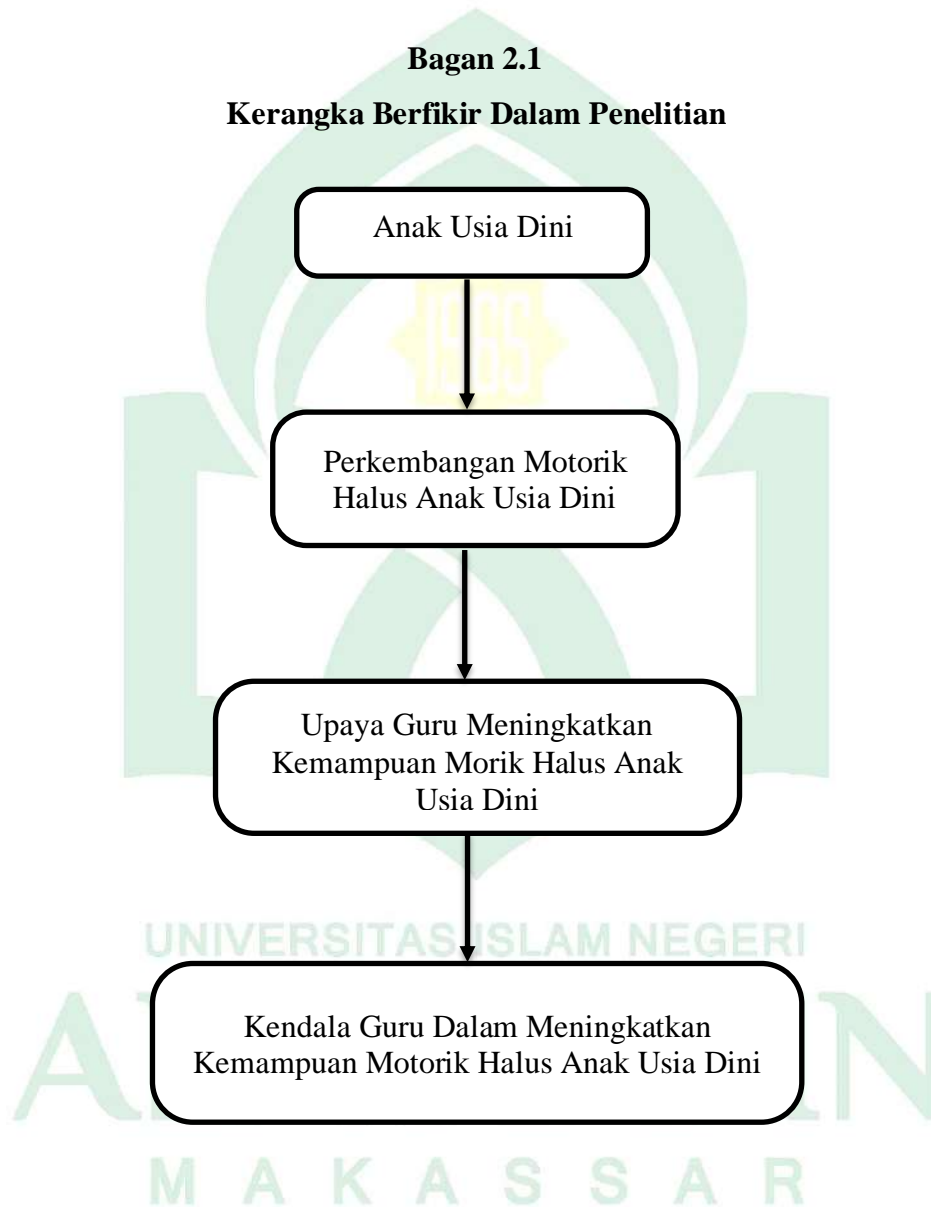 Bagan 2.1
Kerangka Berfikir Dalam Penelitian
Anak Usia Dini
1965
Perkembangan Motorik
Halus Anak Usia Dini
Upaya Guru Meningkatkan
Kemampuan Morik Halus Anak
Usia Dini
UNIVERSITAS ISLAM NEGERI
Kendala Guru Dalam Meningkatkan
Kemampuan Motorik Halus Anak Usia Dini
MAKASSAR